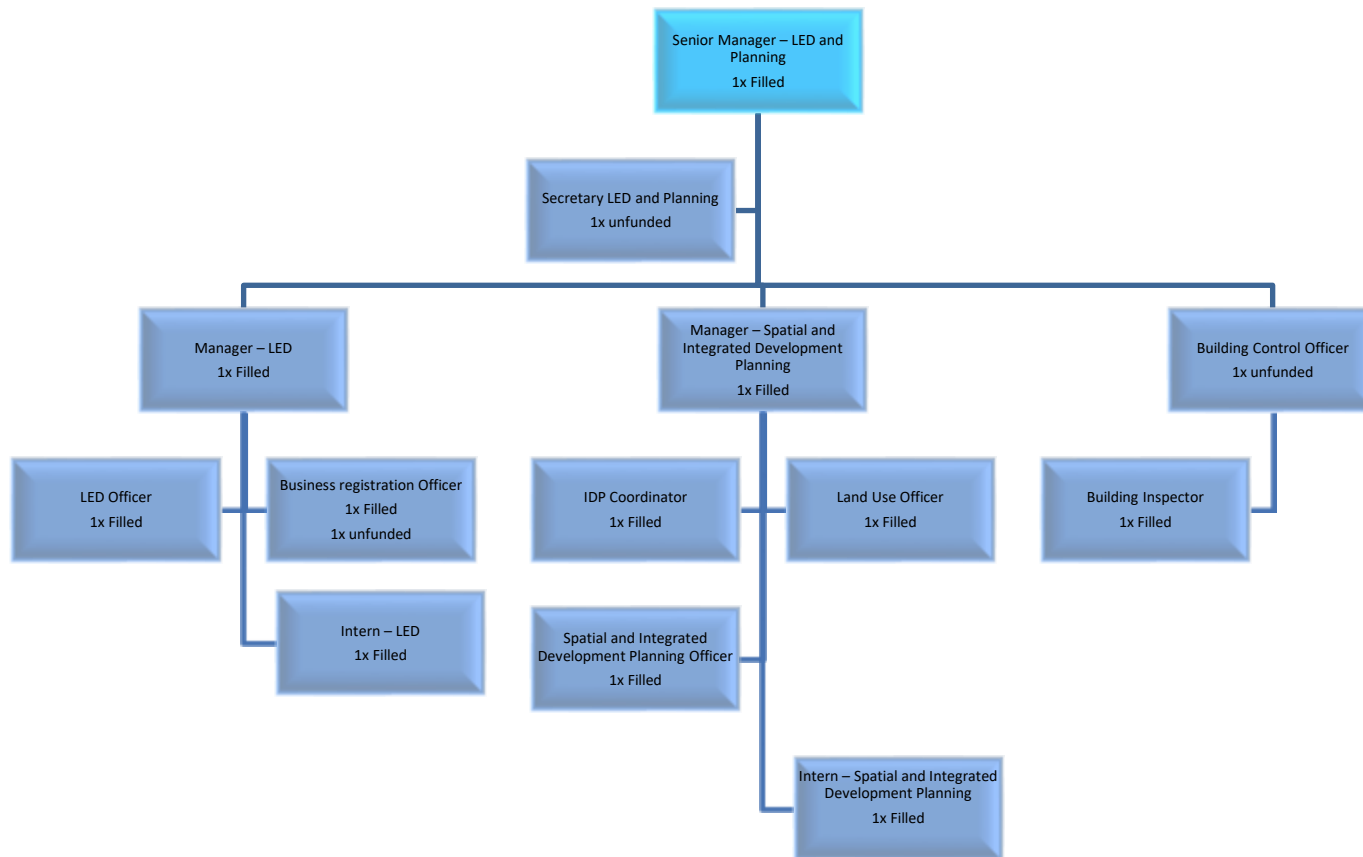 Senior Manager – LED and
Planning
1x Filled
Secretary LED and Planning
1x unfunded
Manager – LED
1x Filled
Manager – Spatial and
Integrated Development
Planning
1x Filled
Building Control Officer
1x unfunded
LED Officer
1x Filled
Business registration Officer
1x Filled
1x unfunded
IDP Coordinator
1x Filled
Land Use Officer
1x Filled
Building Inspector
1x Filled
Intern – LED
1x Filled
Spatial and Integrated
Development Planning Officer
1x Filled
Intern – Spatial and Integrated
Development Planning
1x Filled